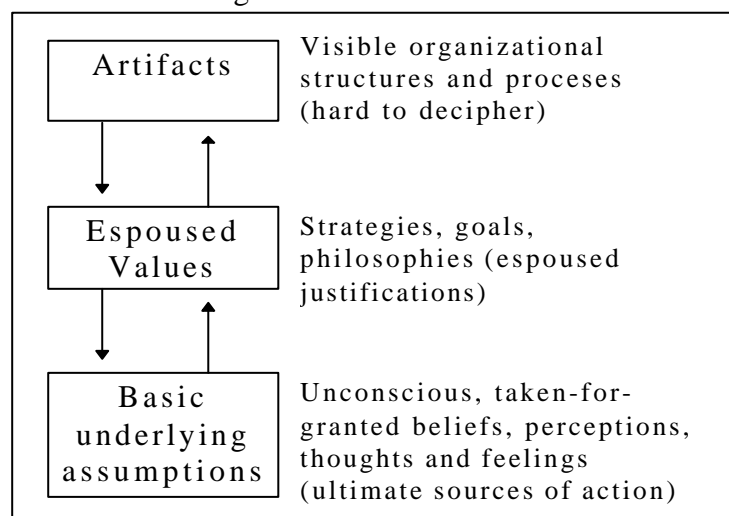 Artifacts
Visible organizational
structures and proceses
(hard to decipher)
Espoused
Values
Strategies, goals,
philosophies (espoused
justifications)
Basic
underlying
assumptions
Unconscious, taken-for-
granted beliefs, perceptions,
thoughts and feelings
(ultimate sources of action)